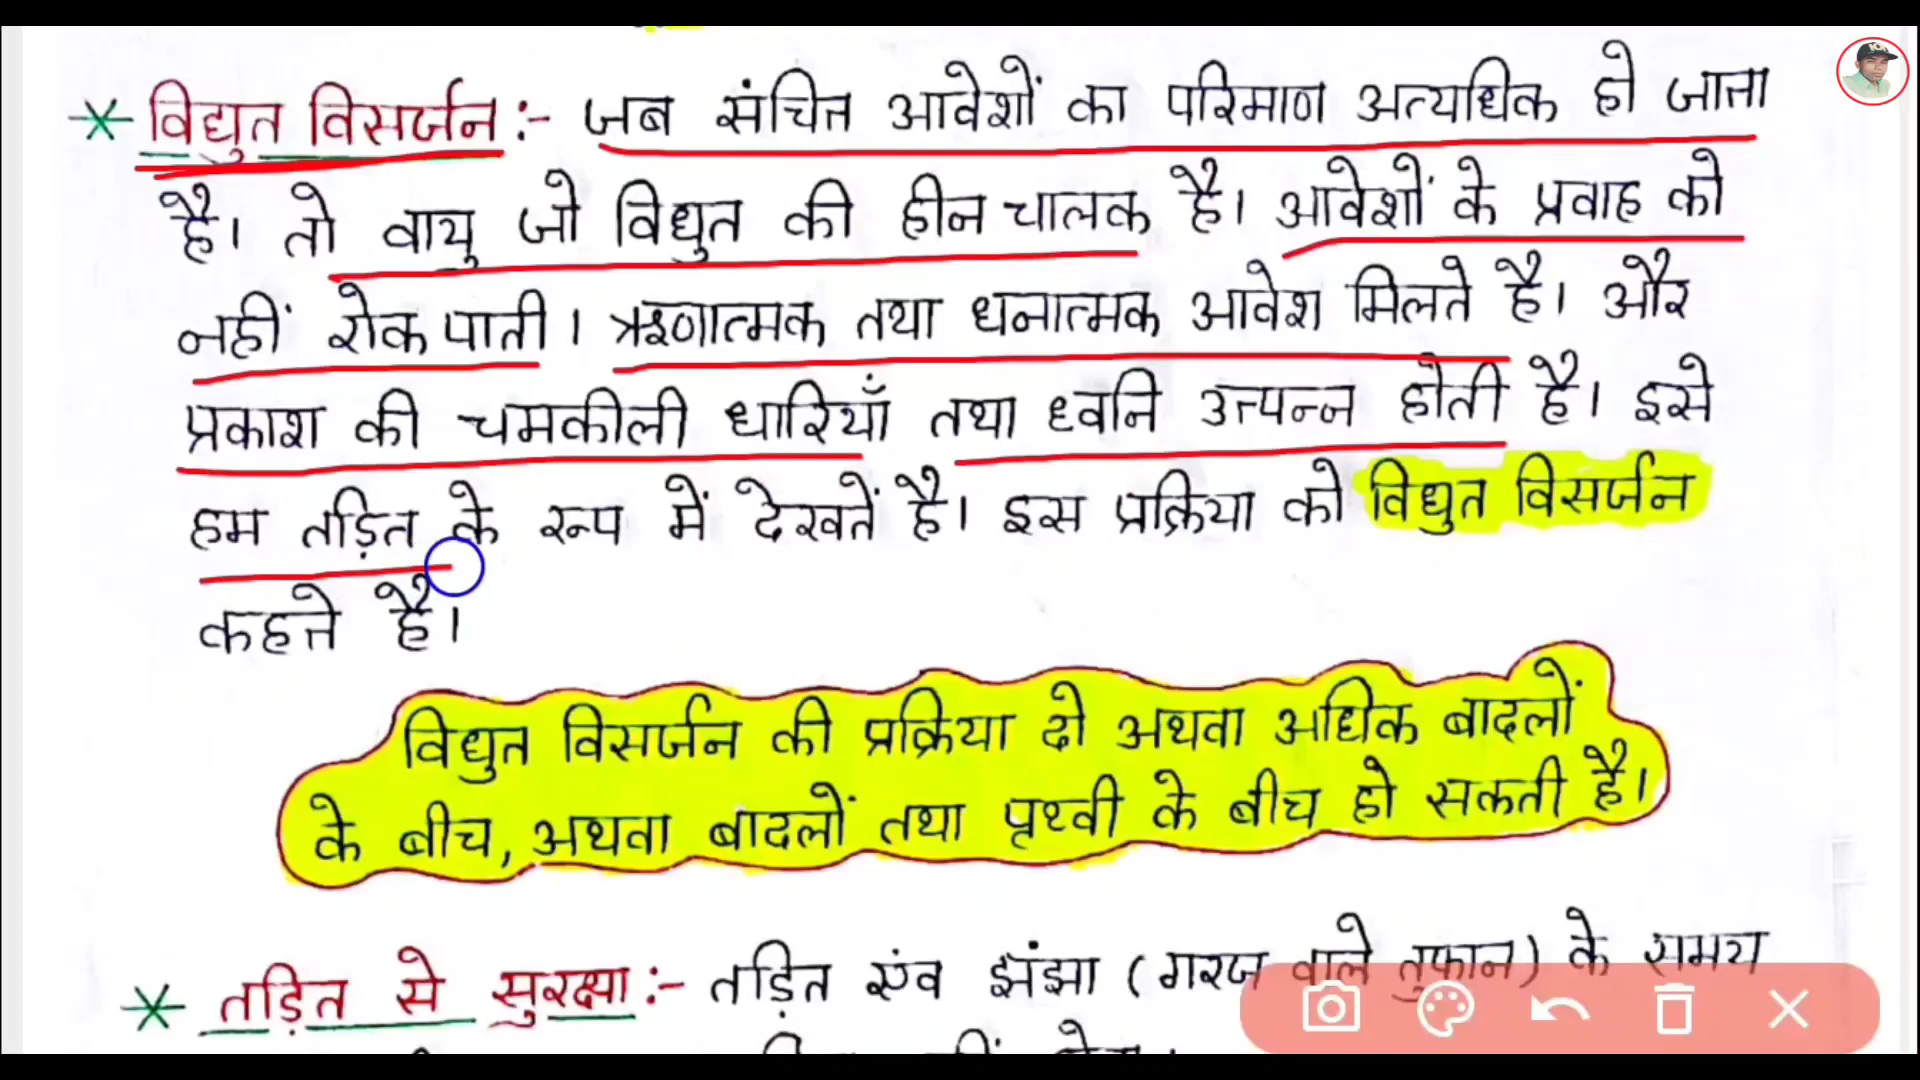 * विद्युत विसर्जन :- जब संचित आवेशों का परिमाण अत्यधिक हो जाता
है। तो वायु जो विद्युत की हीन चालक है। आवेशों के प्रवाह को
नहीं रोक पाती। ऋणात्मक तथा धनात्मक आवेश मिलते है। और
प्रकाश की चमकीली धारियाँ तथा ध्वनि उत्पन्न होती है। इसे
हम तड़ित के रूप में देखतें है। इस प्रक्रिया को विद्युत विसर्जन
कहते है।
विद्युत विसर्जन की प्रक्रिया दो अथवा अधिक बादलों
के बीच, अथवा बादलों तथा पृथ्वी के बीच हो सकती है।
* तड़ित से सुरक्षा :- तड़ित एंव झंझा (गरज वाले तुफान) के समय